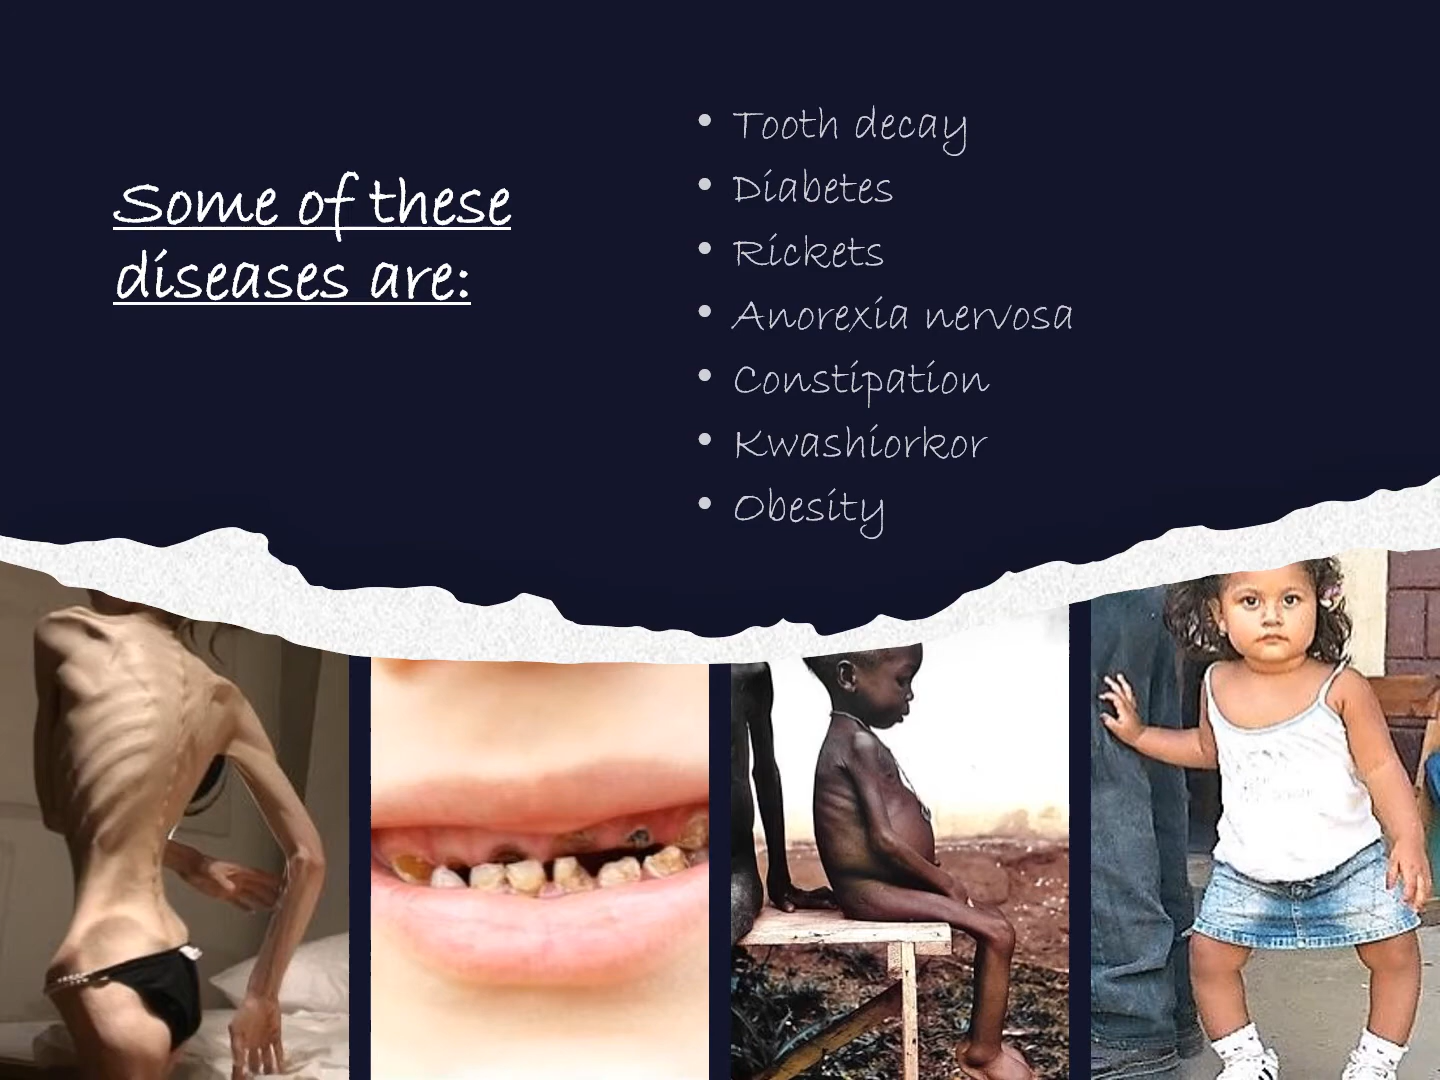 Some of these
diseases are:
• Tooth decay
• Diabetes
• Rickets
• Anorexia nervosa
• Constipation
• Kwashiorkor
• Obesity